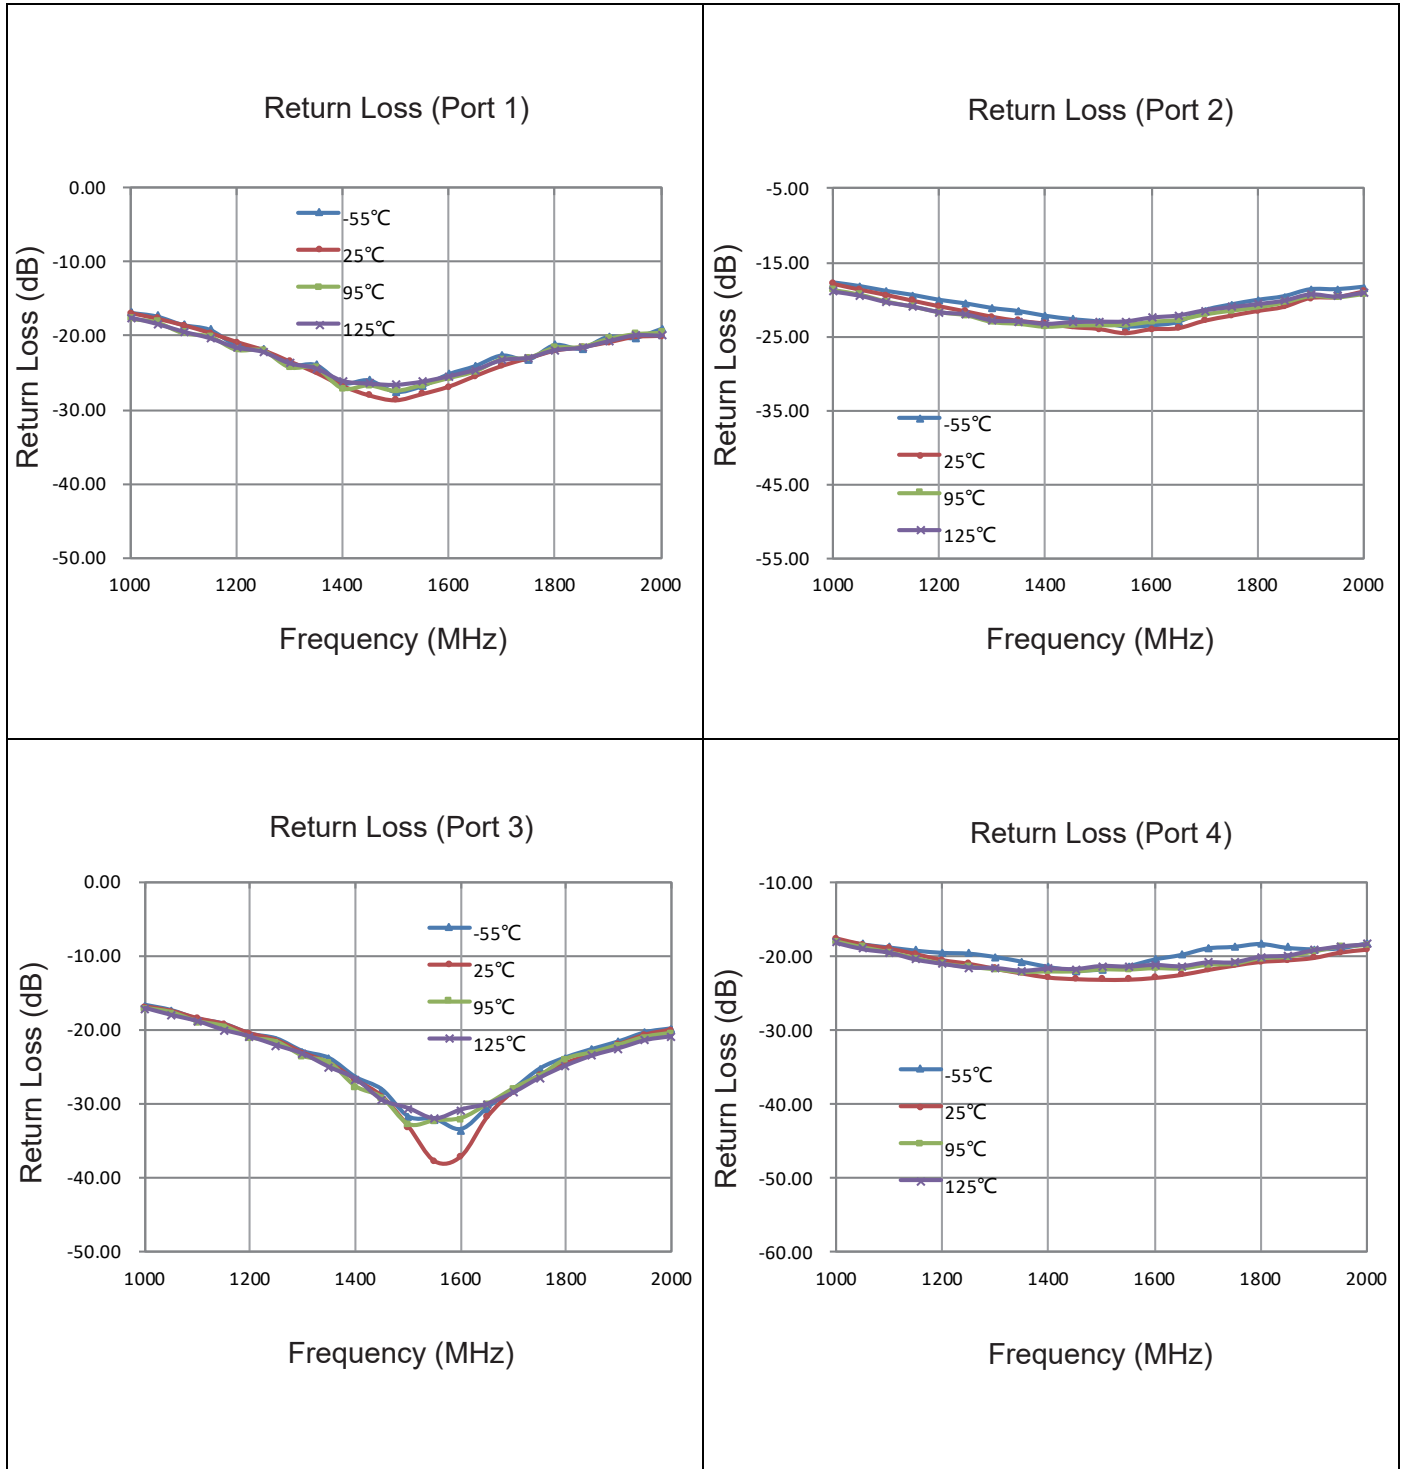 Return Loss (Port 1)
Return Loss (dB)
0.00
-10.00
-20.00
-30.00
-40.00
-50.00
-55℃
25℃
95℃
125℃
1000 1200 1400 1600 1800 2000
Frequency (MHz)
Return Loss (Port 2)
Return Loss (dB)
-5.00
-15.00
-25.00
-35.00
-45.00
-55.00
-55℃
25℃
95℃
125℃
1000 1200 1400 1600 1800 2000
Frequency (MHz)
Return Loss (Port 3)
Return Loss (dB)
0.00
-10.00
-20.00
-30.00
-40.00
-50.00
-55℃
25℃
95℃
125℃
1000 1200 1400 1600 1800 2000
Frequency (MHz)
Return Loss (Port 4)
Return Loss (dB)
-10.00
-20.00
-30.00
-40.00
-50.00
-60.00
-55℃
25℃
95℃
125℃
1000 1200 1400 1600 1800 2000
Frequency (MHz)